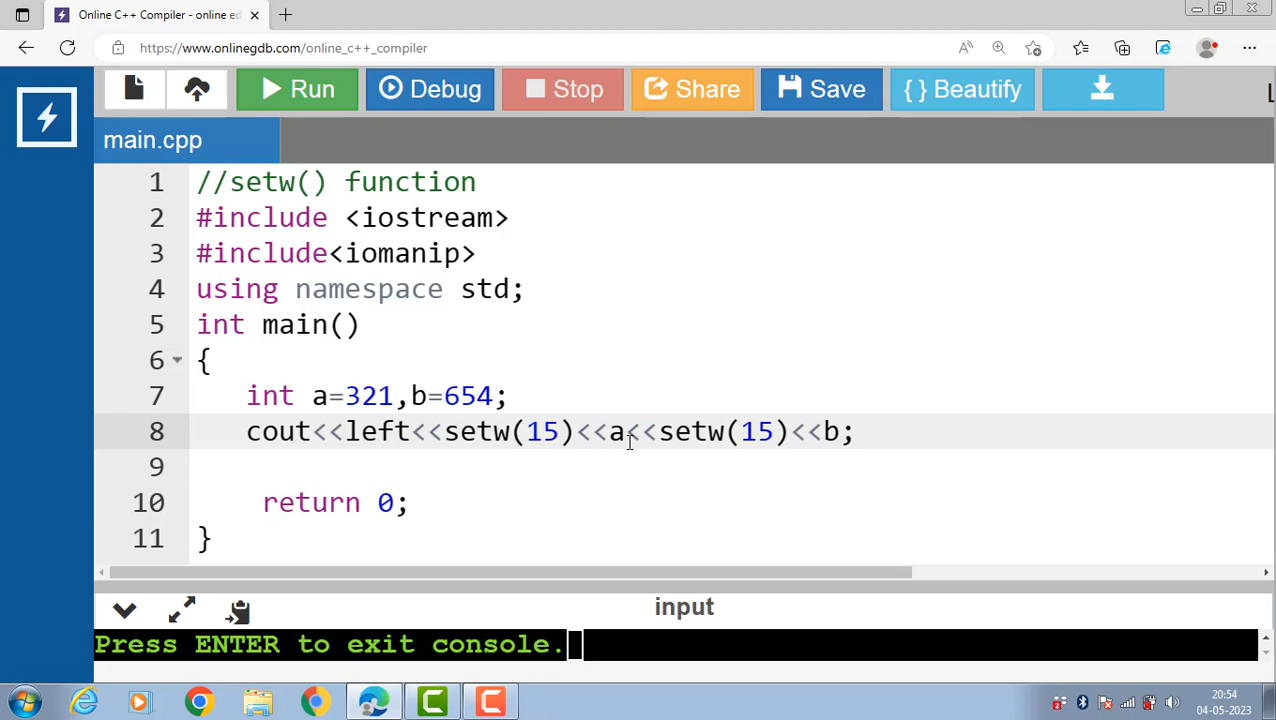 Online C++ Compiler - online ed
https://www.onlinegdb.com/online_c++_compiler
Run Debug Stop Share Save { } Beautify
main.cpp
1 //setw() function
2 #include <iostream>
3 #include<iomanip>
4 using namespace std;
5 int main()
6 {
7 int a=321,b=654;
8 cout<<left<<setw(15)<<a<<setw(15)<<b;
9
10 return 0;
11 }
input
Press ENTER to exit console.
20:54
04-05-2023